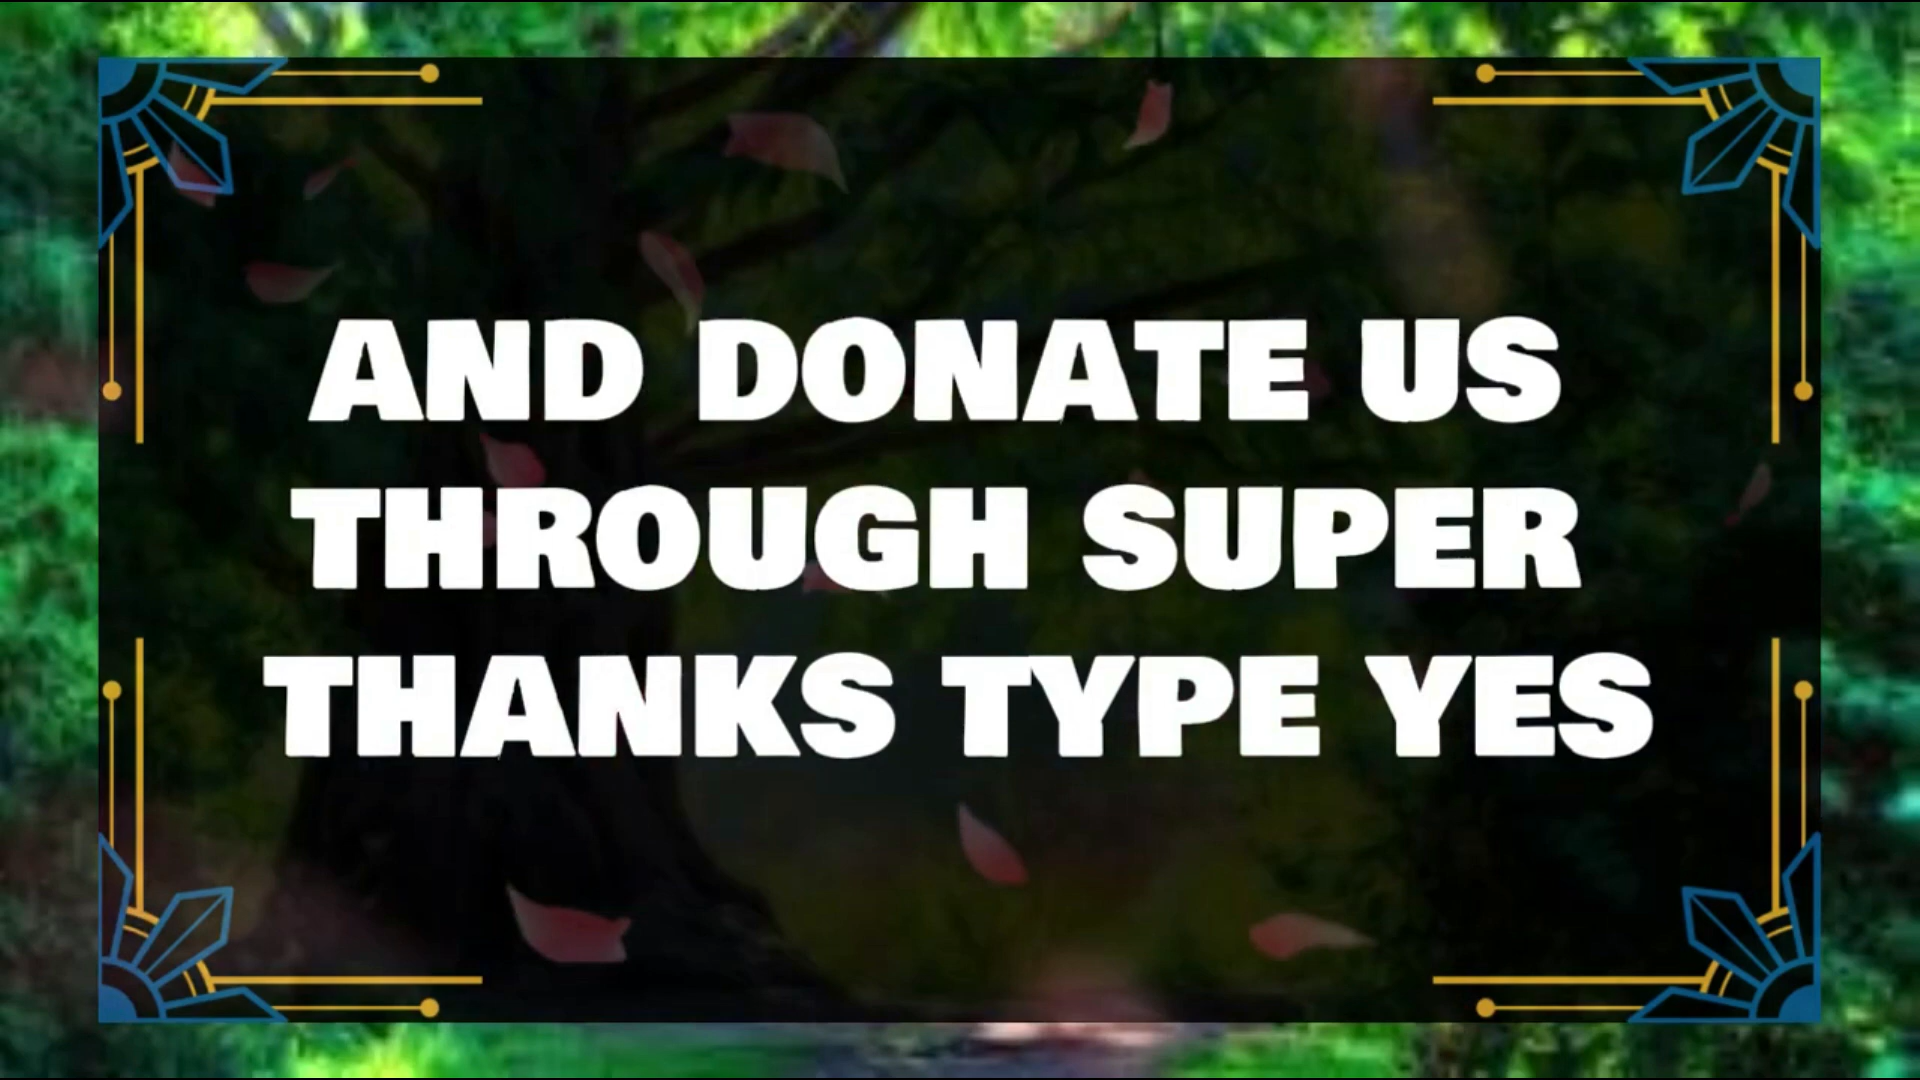 AND DONATE US
THROUGH SUPER
THANKS TYPE YES